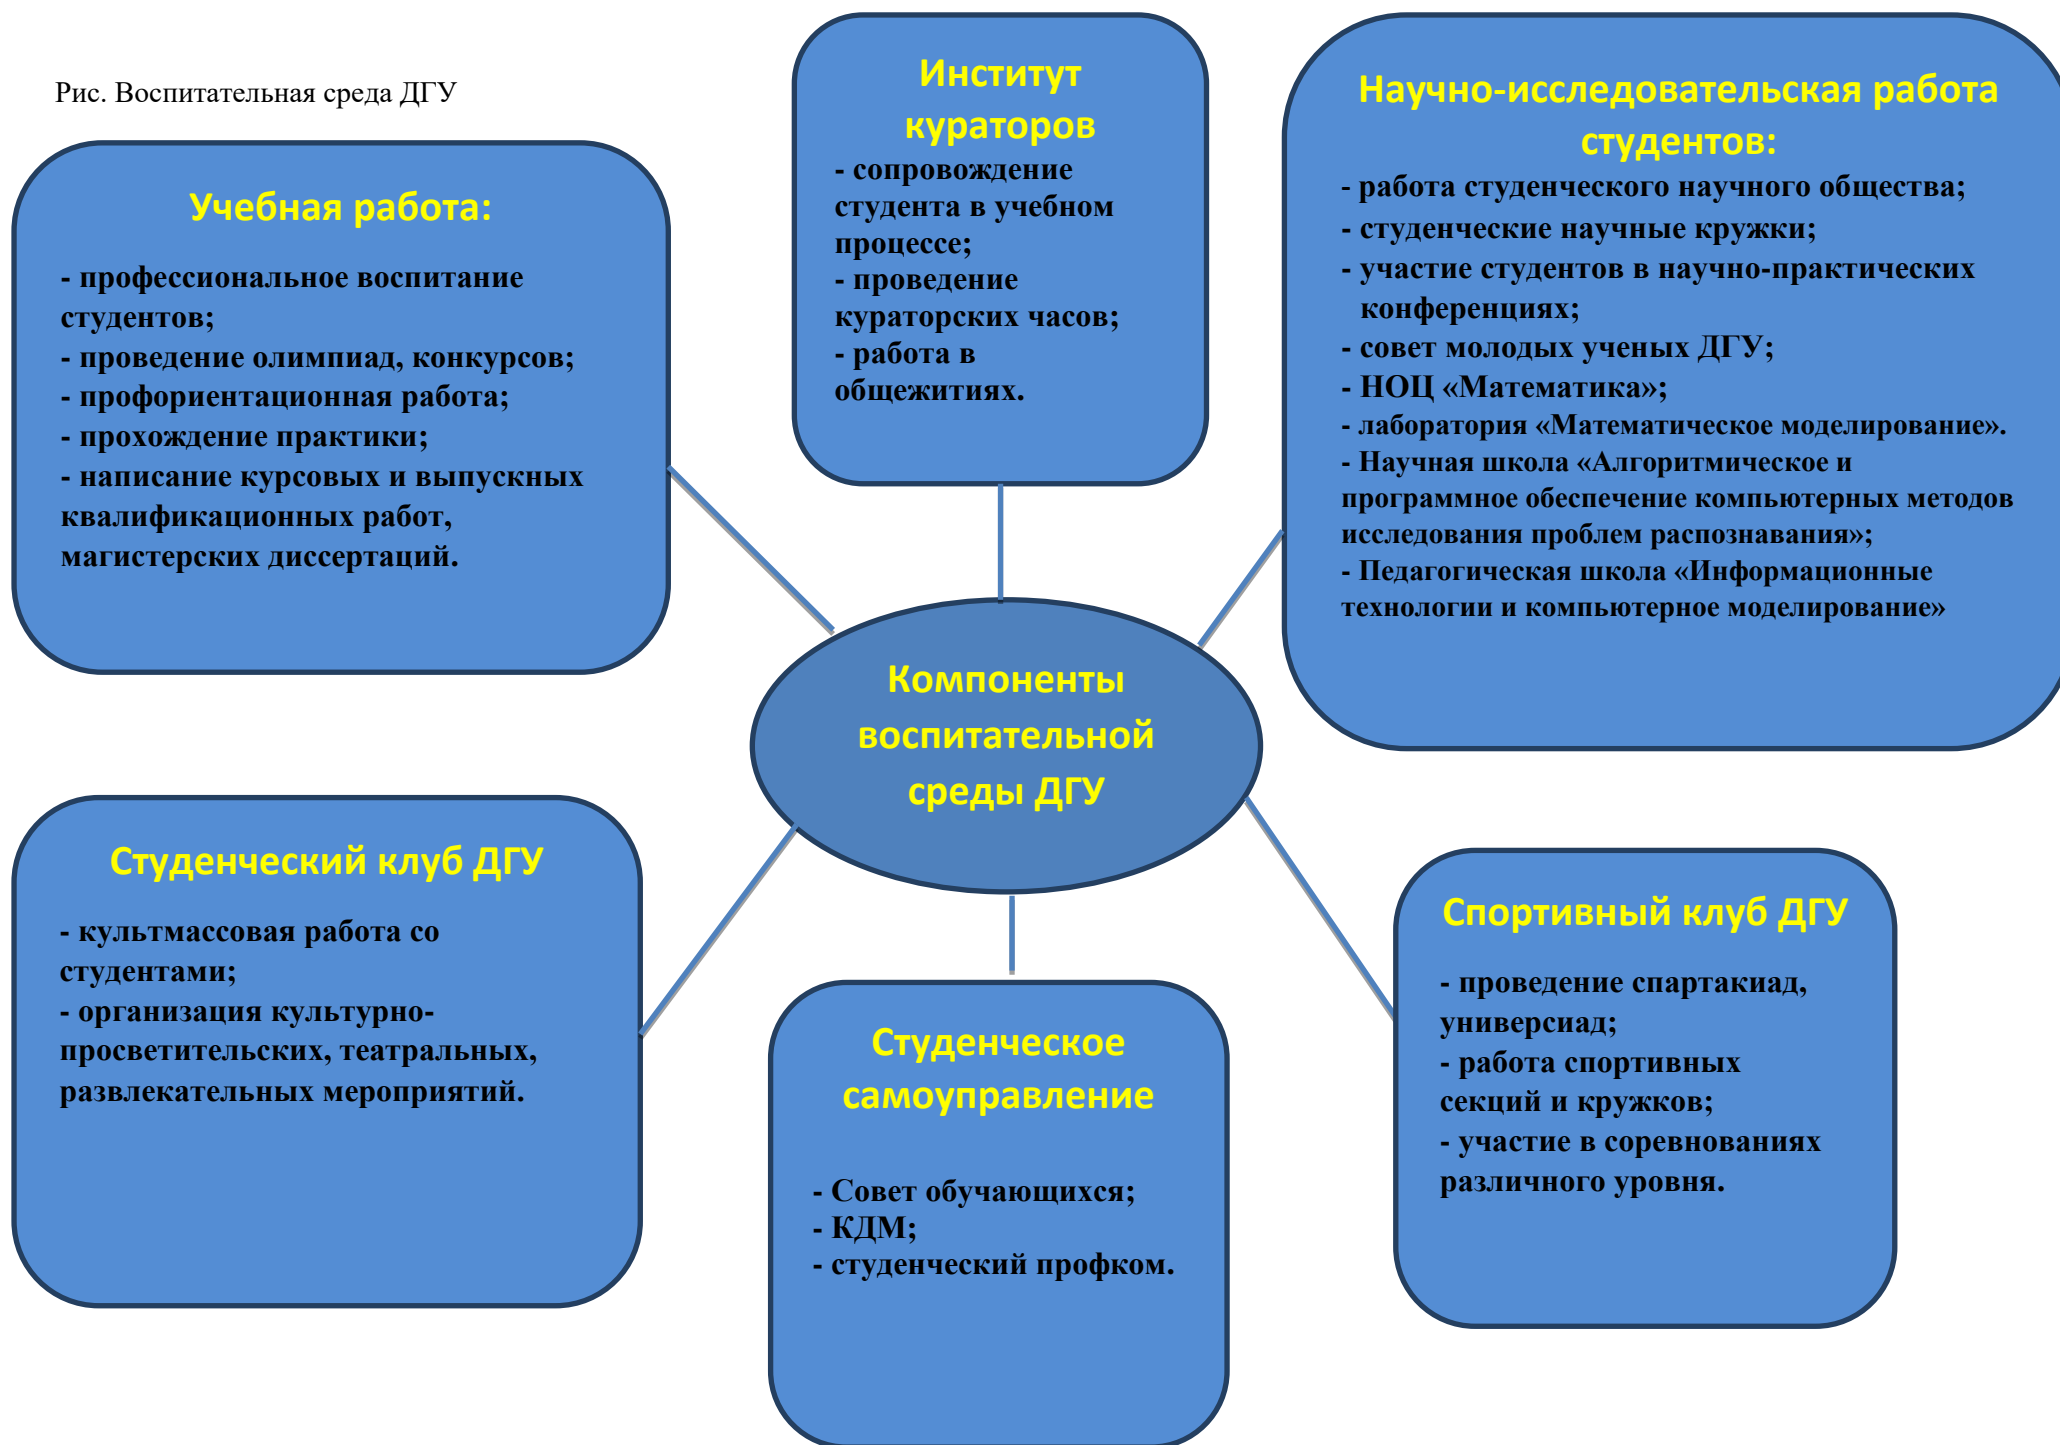 Рис. Воспитательная среда ДГУ
Учебная работа:
- профессиональное воспитание
студентов;
- проведение олимпиад, конкурсов;
- профориентационная работа;
- прохождение практики;
- написание курсовых и выпускных
квалификационных работ,
магистерских диссертаций.
Институт
кураторов
- сопровождение
студента в учебном
процессе;
- проведение
кураторских часов;
- работа в
общежитиях.
Научно-исследовательская работа
студентов:
- работа студенческого научного общества;
- студенческие научные кружки;
- участие студентов в научно-практических
конференциях;
- совет молодых ученых ДГУ;
- НОЦ «Математика»;
- лаборатория «Математическое моделирование».
- Научная школа «Алгоритмическое и
программное обеспечение компьютерных методов
исследования проблем распознавания»;
- Педагогическая школа «Информационные
технологии и компьютерное моделирование»
Компоненты
воспитательной
среды ДГУ
Студенческий клуб ДГУ
- культмассовая работа со
студентами;
- организация культурно-
просветительских, театральных,
развлекательных мероприятий.
Студенческое
самоуправление
- Совет обучающихся;
- КДМ;
- студенческий профком.
Спортивный клуб ДГУ
- проведение спартакиад,
универсиад;
- работа спортивных
секций и кружков;
- участие в соревнованиях
различного уровня.